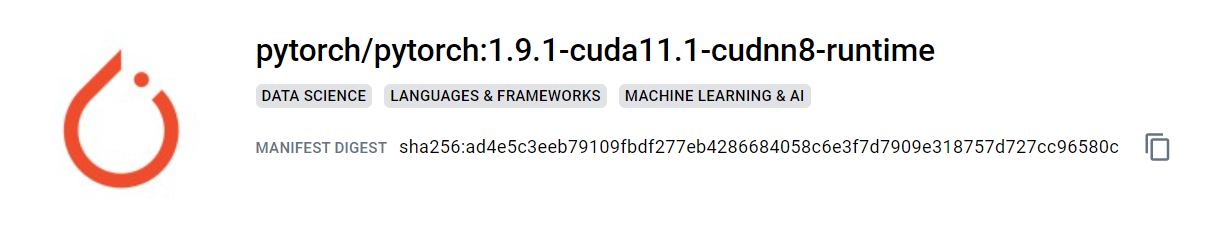 pytorch/pytorch:1.9.1-cuda11.1-cudnn8-runtime
DATA SCIENCE LANGUAGES & FRAMEWORKS MACHINE LEARNING & AI
MANIFEST DIGEST sha256:ad4e5c3eeb79109fbdf277eb4286684058c6e3f7d7909e318757d727cc96580c